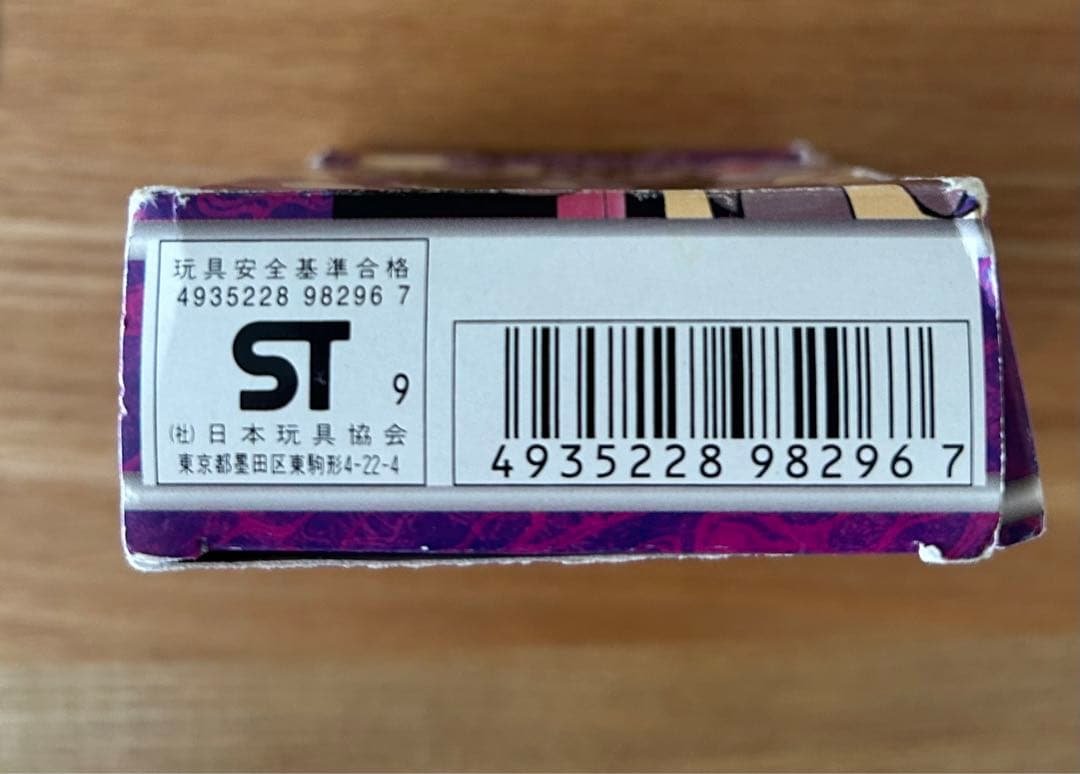 玩具安全基準合格
4935228 98296 7
ST 9
(社)日本玩具協会
東京都墨田区東駒形4-22-4
4935228 98296 7